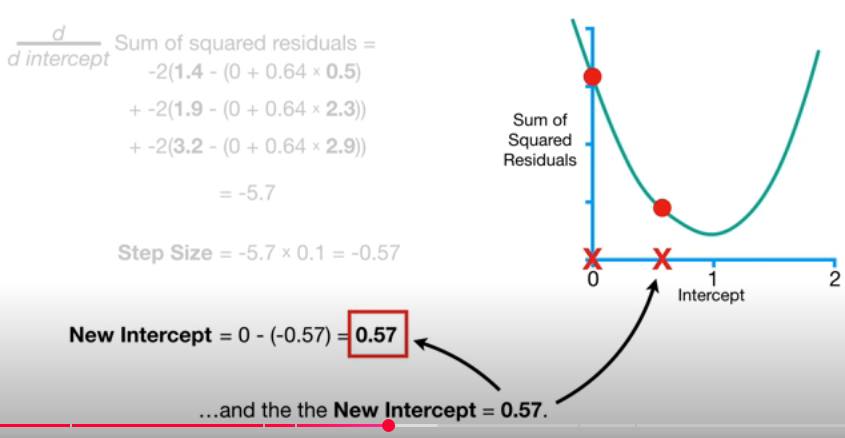 d
d intercept
Sum of squared residuals =
-2(1.4 - (0 + 0.64 × 0.5)
+ -2(1.9 - (0 + 0.64 × 2.3))
+ -2(3.2 - (0 + 0.64 × 2.9))
= -5.7
Step Size = -5.7 × 0.1 = -0.57
New Intercept = 0 - (-0.57) = 0.57
...and the the New Intercept = 0.57.
Sum of
Squared
Residuals
X X
0 1 2
Intercept